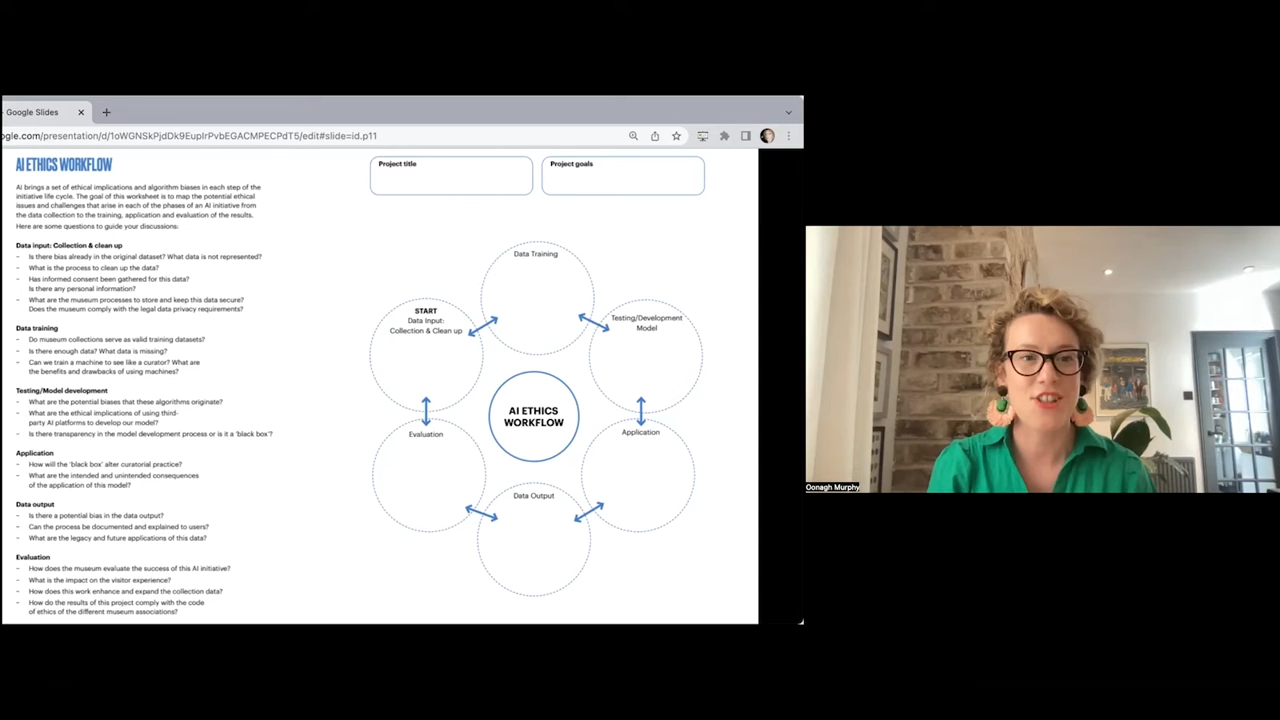 - Google Slides
gle.com/presentation/d/1oWGNSkPjdDk9EupIrPvbEGACMPECPdT5/edit#slide=id.p11
AI ETHICS WORKFLOW
AI brings a set of ethical implications and algorithm biases in each step of the
initiative life cycle. The goal of this worksheet is to map the potential ethical
issues and challenges that arise in each of the phases of an AI initiative from
the data collection to the training, application and evaluation of the results.
Here are some questions to guide your discussions:
Data input: Collection & clean up
- Is there bias already in the original dataset? What data is not represented?
- What is the process to clean up the data?
- Has informed consent been gathered for this data?
Is there any personal information?
- What are the museum processes to store and keep this data secure?
Does the museum comply with the legal data privacy requirements?
Data training
- Do museum collections serve as valid training datasets?
- Is there enough data? What data is missing?
- Can we train a machine to see like a curator? What are
the benefits and drawbacks of using machines?
Testing/Model development
- What are the potential biases that these algorithms originate?
- What are the ethical implications of using third-
party AI platforms to develop our model?
- Is there transparency in the model development process or is it a 'black box'?
Application
- How will the 'black box' alter curatorial practice?
- What are the intended and unintended consequences
of the application of this model?
Data output
- Is there a potential bias in the data output?
- Can the process be documented and explained to users?
- What are the legacy and future applications of this data?
Evaluation
- How does the museum evaluate the success of this AI initiative?
- What is the impact on the visitor experience?
- How does this work enhance and expand the collection data?
- How do the results of this project comply with the code
of ethics of the different museum associations?
Project title
Project goals
Data Training
START
Data Input:
Collection & Clean up
Testing/Development
Model
AI ETHICS
WORKFLOW
Evaluation
Application
Data Output
Oonagh Murphy